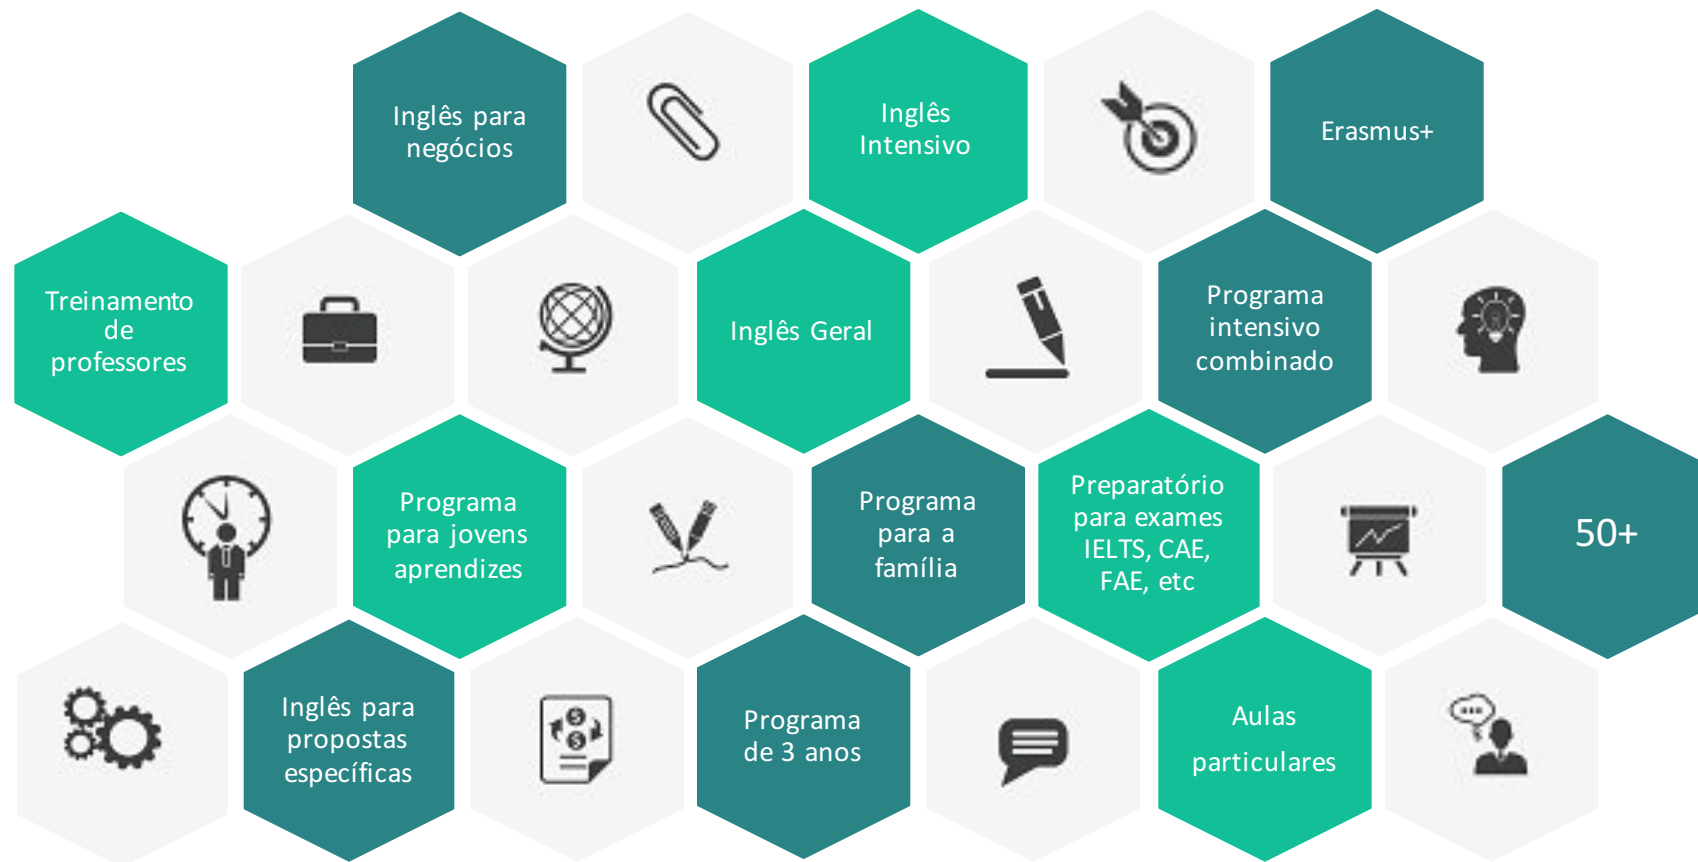 Inglês para
negócios
Inglês
Intensivo
Erasmus+
Treinamento
de
professores
Inglês Geral
Programa
intensivo
combinado
Programa
para jovens
aprendizes
Programa
para a
família
Preparatório
para exames
IELTS, CAE,
FAE, etc
50+
Inglês para
propostas
específicas
Programa
de 3 anos
Aulas
particulares